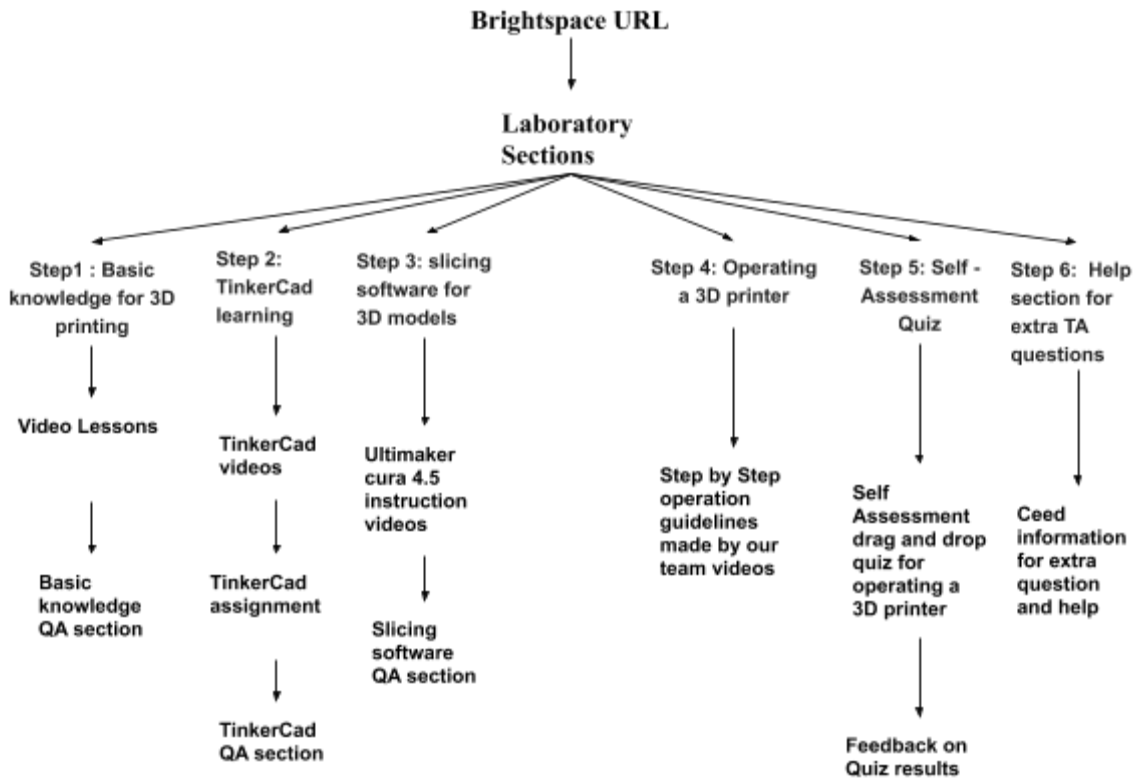 Brightspace URL
Laboratory
Sections
Step1 : Basic
knowledge for 3D
printing
Video Lessons
Basic
knowledge
QA section
Step 2:
TinkerCad
learning
TinkerCad
videos
TinkerCad
assignment
TinkerCad
QA section
Step 3: slicing
software for
3D models
Ultimaker
cura 4.5
instruction
videos
Slicing
software
QA section
Step 4: Operating
a 3D printer
Step by Step
operation
guidelines
made by our
team videos
Step 5: Self -
Assessment
Quiz
Self
Assessment
drag and drop
quiz for
operating a
3D printer
Feedback on
Quiz results
Step 6: Help
section for
extra TA
questions
Ceed
information
for extra
question
and help